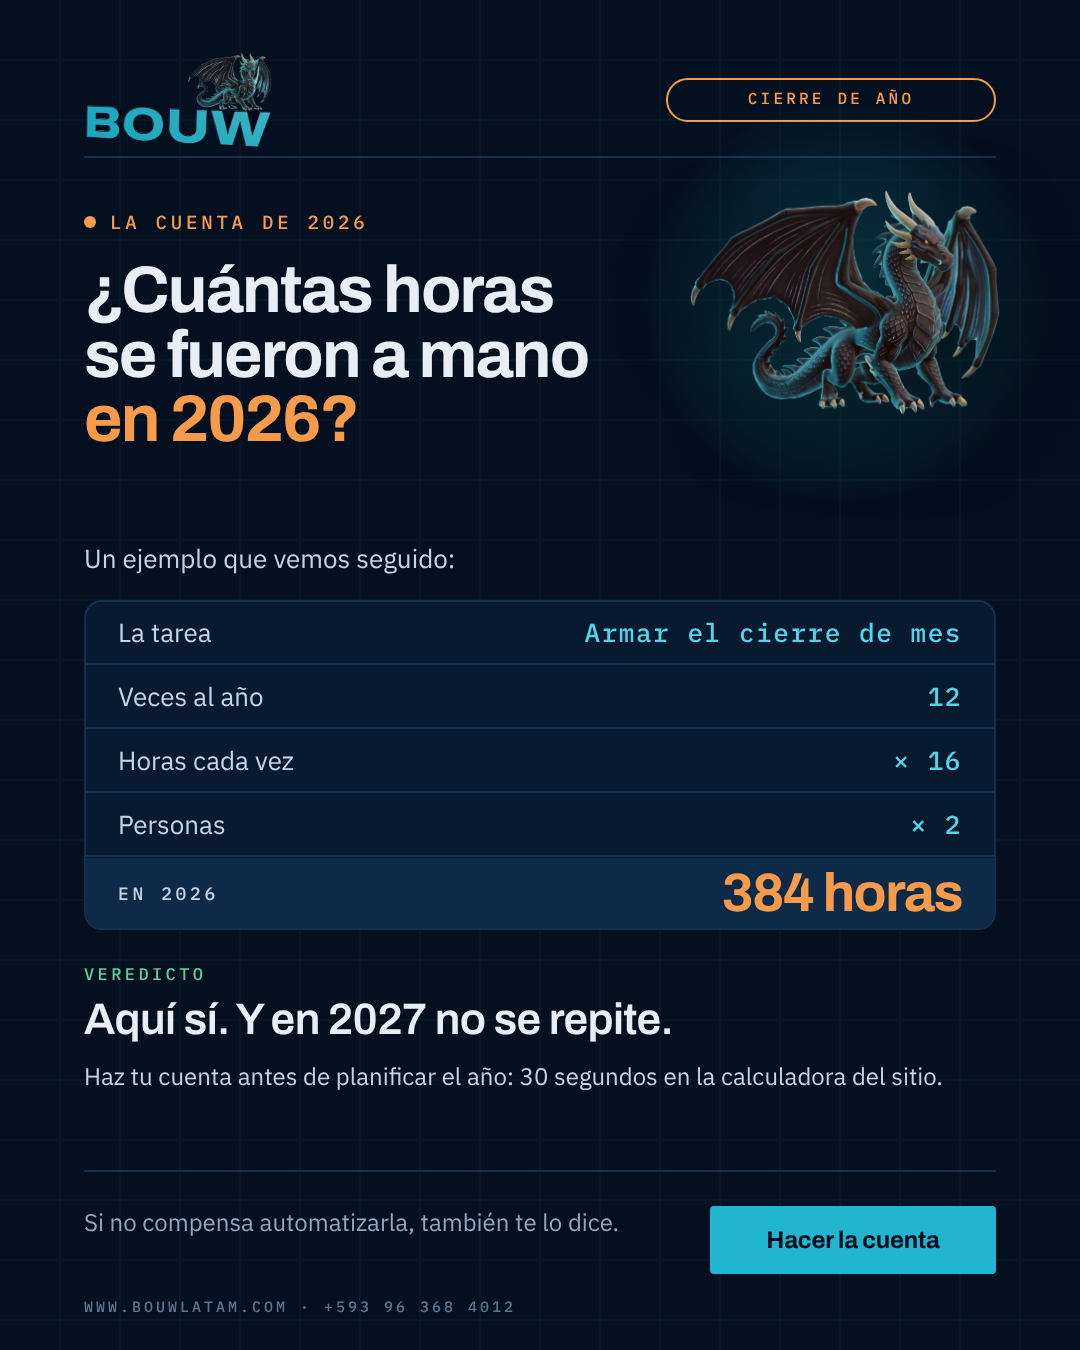 BOUW
CIERRE DE AÑO
LA CUENTA DE 2026
¿Cuántas horas
se fueron a mano
en 2026?
Un ejemplo que vemos seguido:
La tarea Armar el cierre de mes
Veces al año 12
Horas cada vez × 16
Personas × 2
EN 2026 384 horas
VEREDICTO
Aquí sí. Y en 2027 no se repite.
Haz tu cuenta antes de planificar el año: 30 segundos en la calculadora del sitio.
Si no compensa automatizarla, también te lo dice.
Hacer la cuenta
WWW.BOUWLATAM.COM · +593 96 368 4012